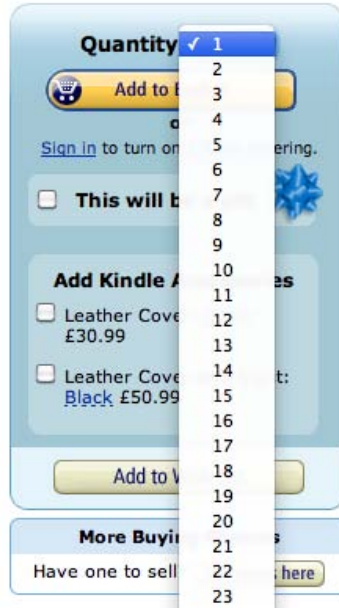 Quantity ✓ 1
2
Add to
3
4
Sign in to turn on ering.
5
6
This will b
7
8
9
10
Add Kindle A es
11
Leather Cove
12
£30.99
13
14
Leather Cove t:
15
Black £50.99
16
17
Add to W
18
19
20
More Buyi s
21
Have one to sell here
22
23